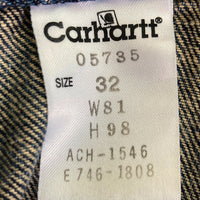 Carhartt®
05735
SIZE 32
W81
H98
ACH-1546
E746-1808